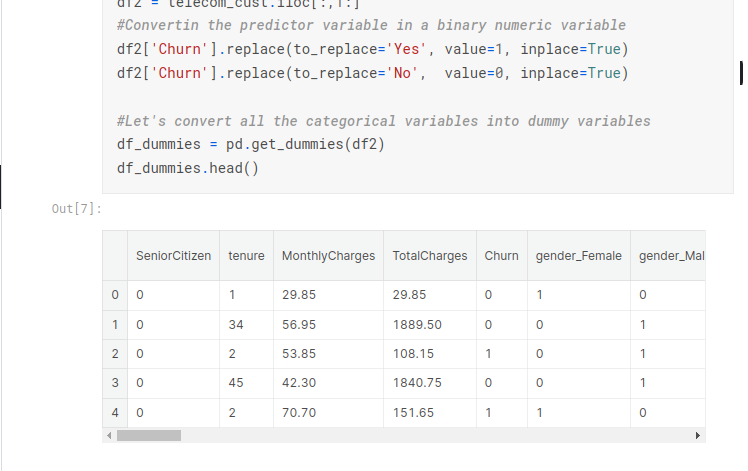 df2 = telecom_cust.iloc[:,1:]
#Convertin the predictor variable in a binary numeric variable
df2['Churn'].replace(to_replace='Yes', value=1, inplace=True)
df2['Churn'].replace(to_replace='No',  value=0, inplace=True)
#Let's convert all the categorical variables into dummy variables
df_dummies = pd.get_dummies(df2)
df_dummies.head()
Out[7]:
SeniorCitizen tenure MonthlyCharges TotalCharges Churn gender_Female gender_Mal
0 0 1 29.85 29.85 0 1 0
1 0 34 56.95 1889.50 0 0 1
2 0 2 53.85 108.15 1 0 1
3 0 45 42.30 1840.75 0 0 1
4 0 2 70.70 151.65 1 1 0